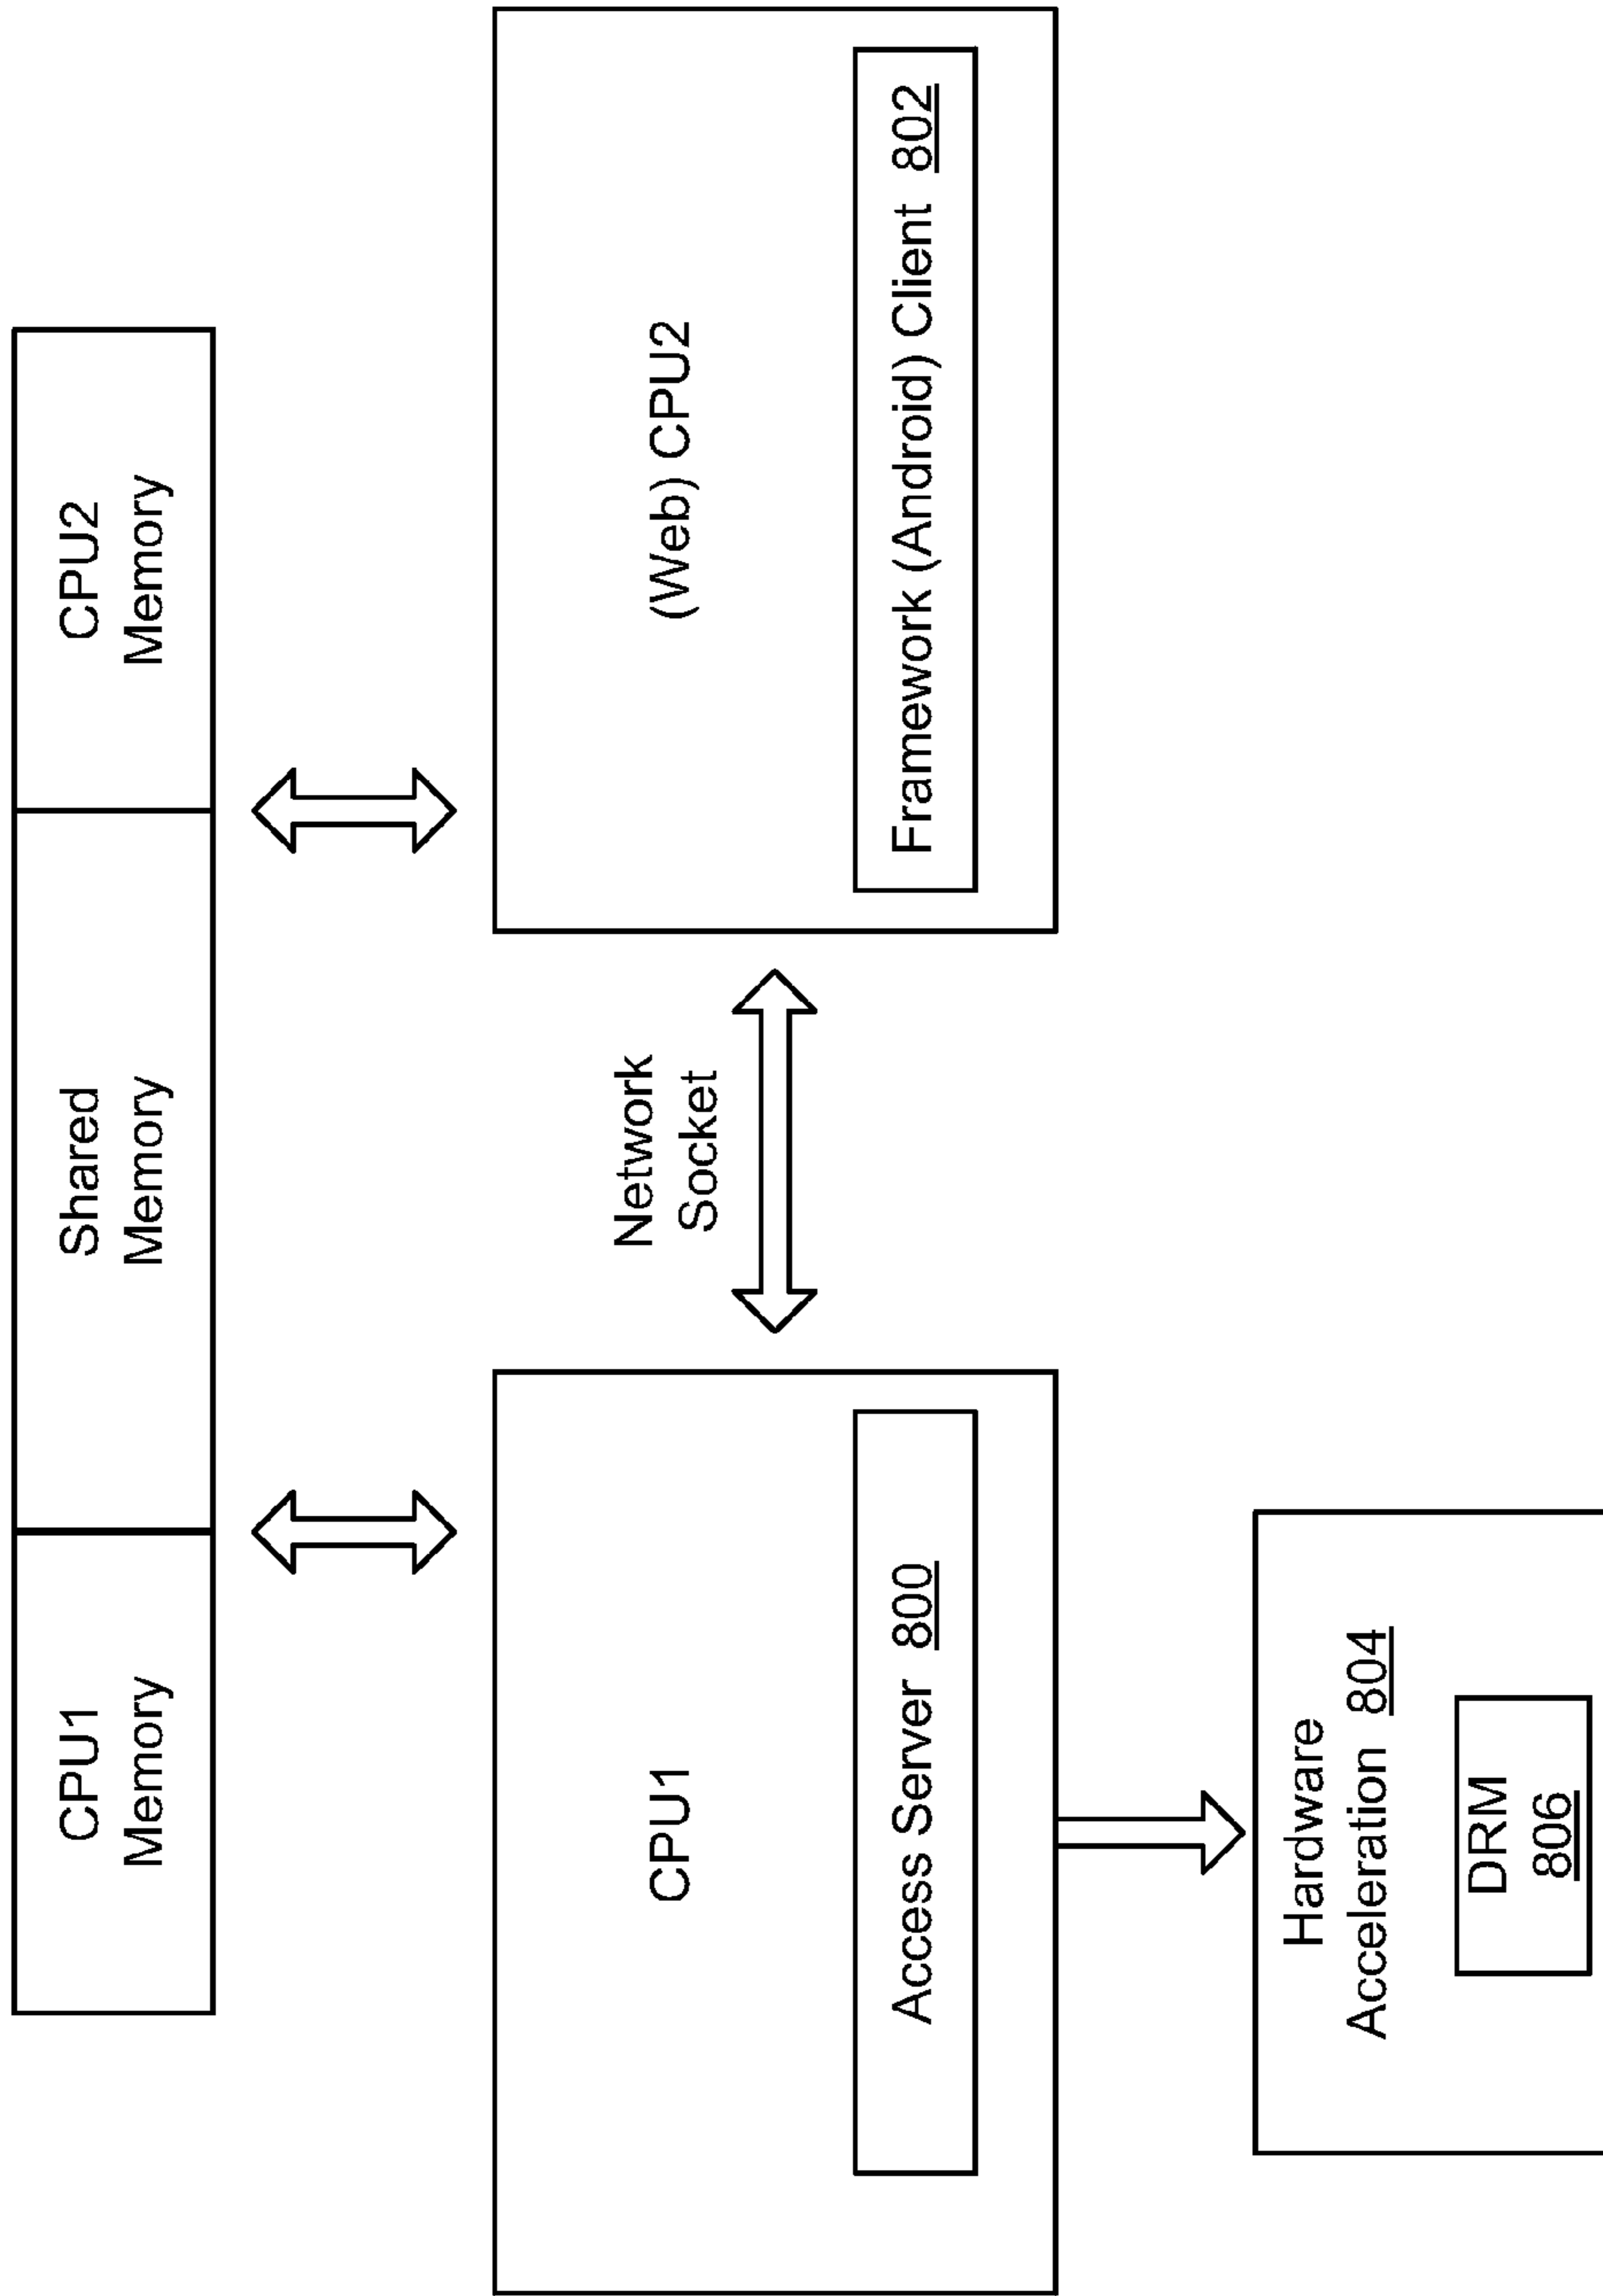 CPU1
Memory
Shared
Memory
CPU2
Memory
CPU1
Access Server 800
Network
Socket
(Web) CPU2
Framework (Android) Client 802
Hardware
Acceleration 804
DRM
806